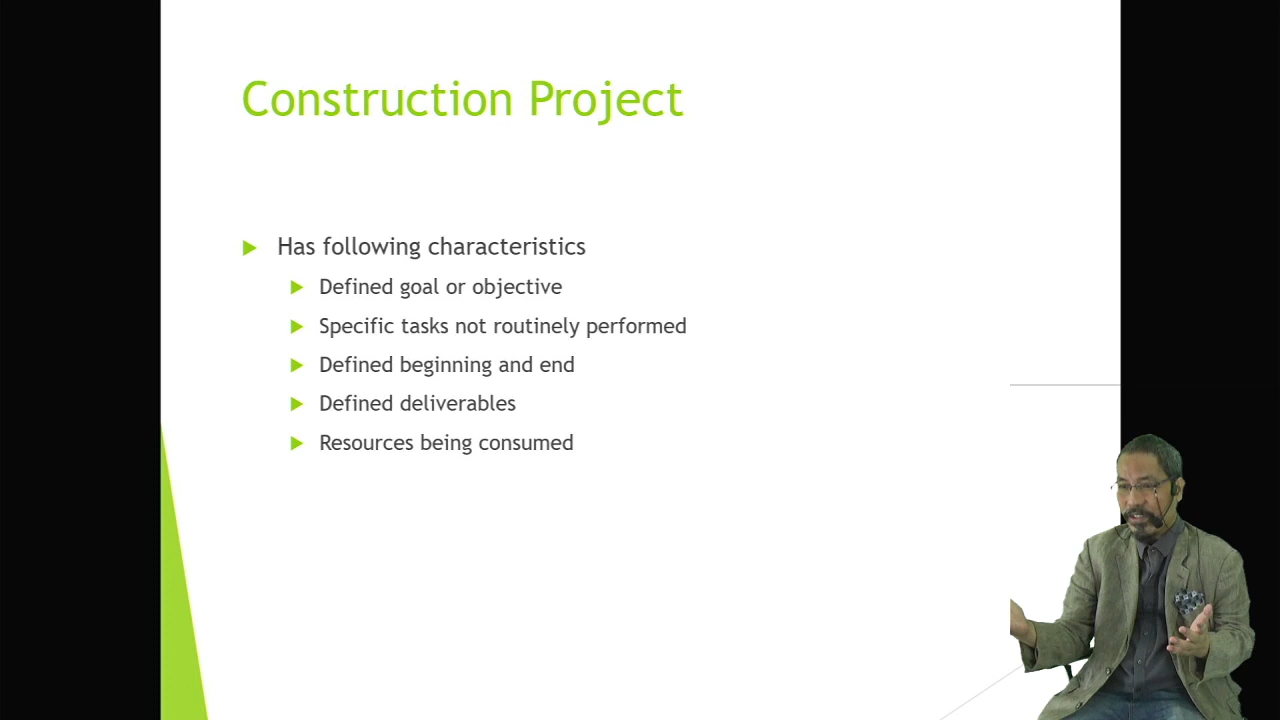 Construction Project
Has following characteristics
Defined goal or objective
Specific tasks not routinely performed
Defined beginning and end
Defined deliverables
Resources being consumed